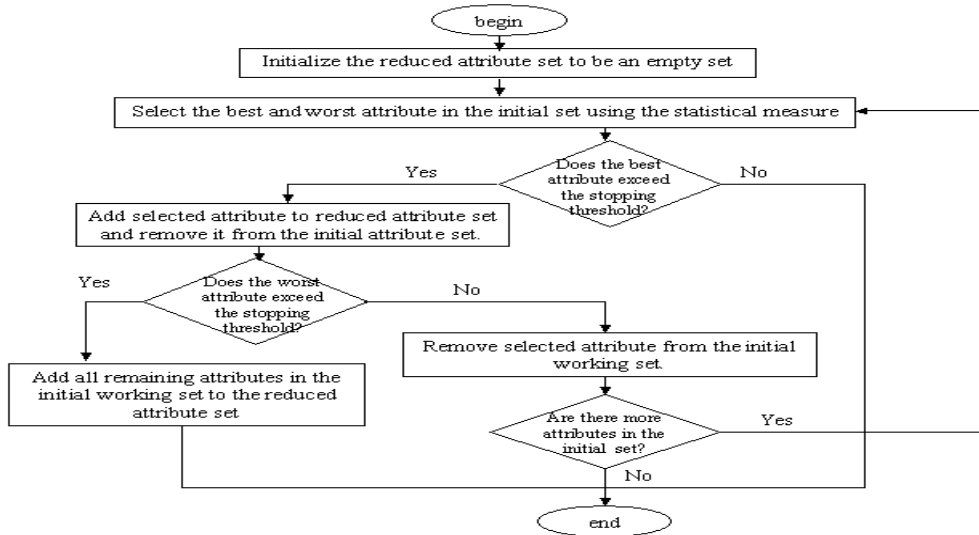 begin
Initialize the reduced attribute set to be an empty set
Select the best and worst attribute in the initial set using the statistical measure
Does the best
attribute exceed
the stopping
threshold?
Yes
No
Add selected attribute to reduced attribute set
and remove it from the initial attribute set.
Does the worst
attribute exceed
the stopping
threshold?
Yes
No
Remove selected attribute from the initial
working set.
Add all remaining attributes in the
initial working set to the reduced
attribute set
Are there more
attributes in the
initial set?
Yes
No
end